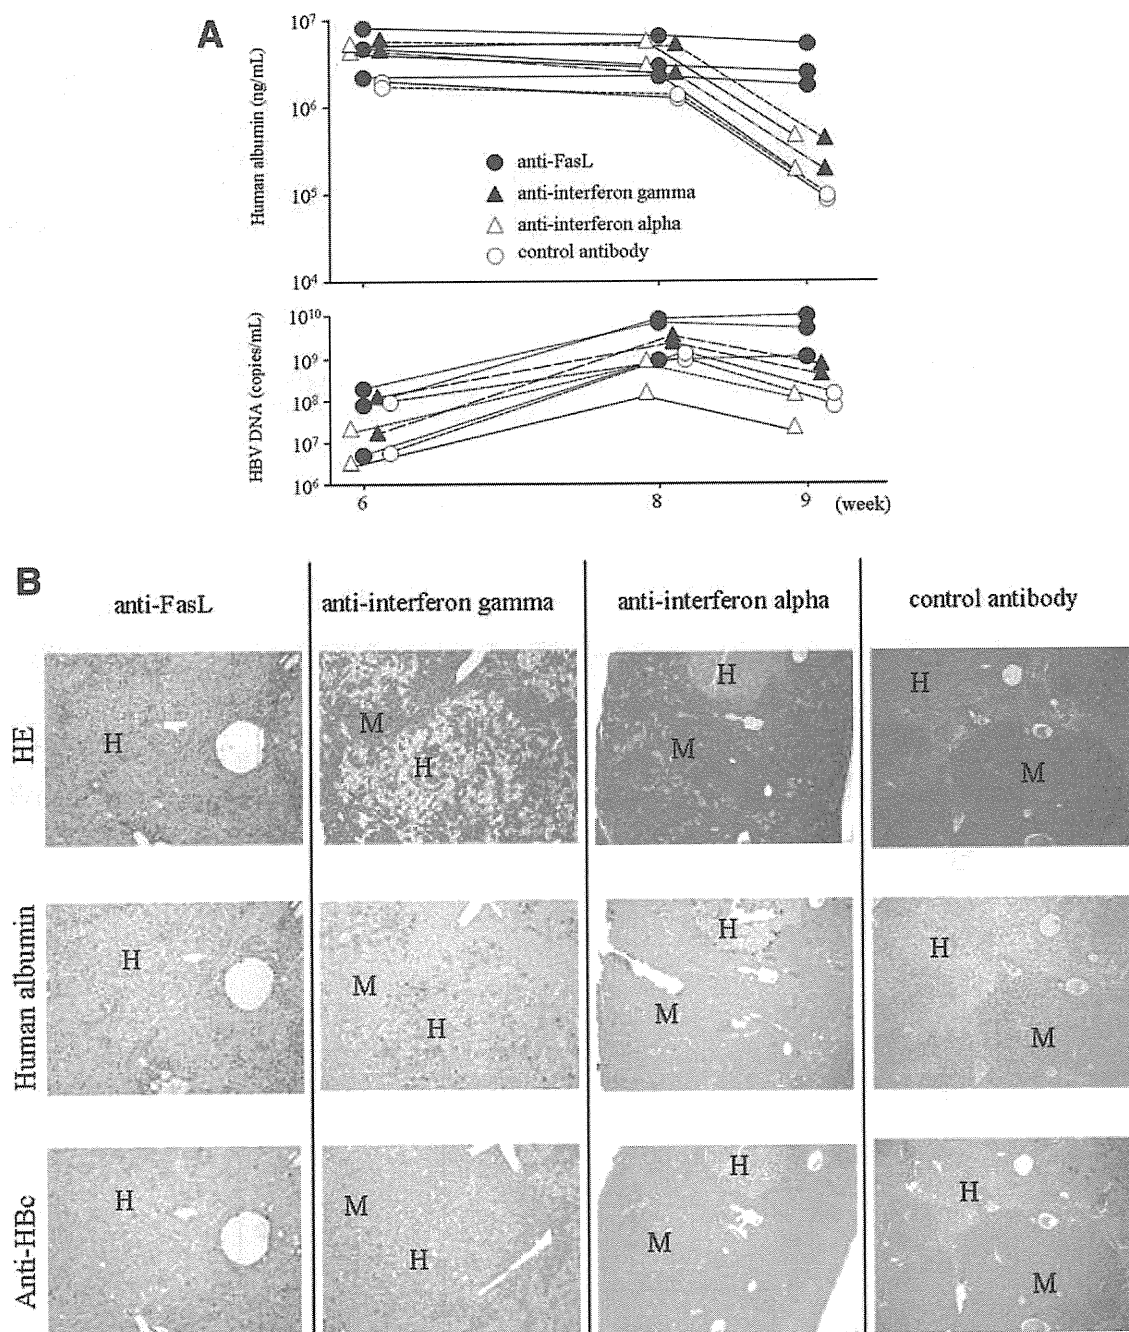 A
Human albumin (ng/mL)
10⁷
10⁶
10⁵
10⁴
anti-FasL
anti-interferon gamma
anti-interferon alpha
control antibody
HBV DNA (copies/mL)
10¹⁰
10⁹
10⁸
10⁷
10⁶
6 8 9 (week)
B
anti-FasL anti-interferon gamma anti-interferon alpha control antibody
HE
H M H H M H M
Human albumin
H M H H M H M
Anti-HBc
H M H H M H M